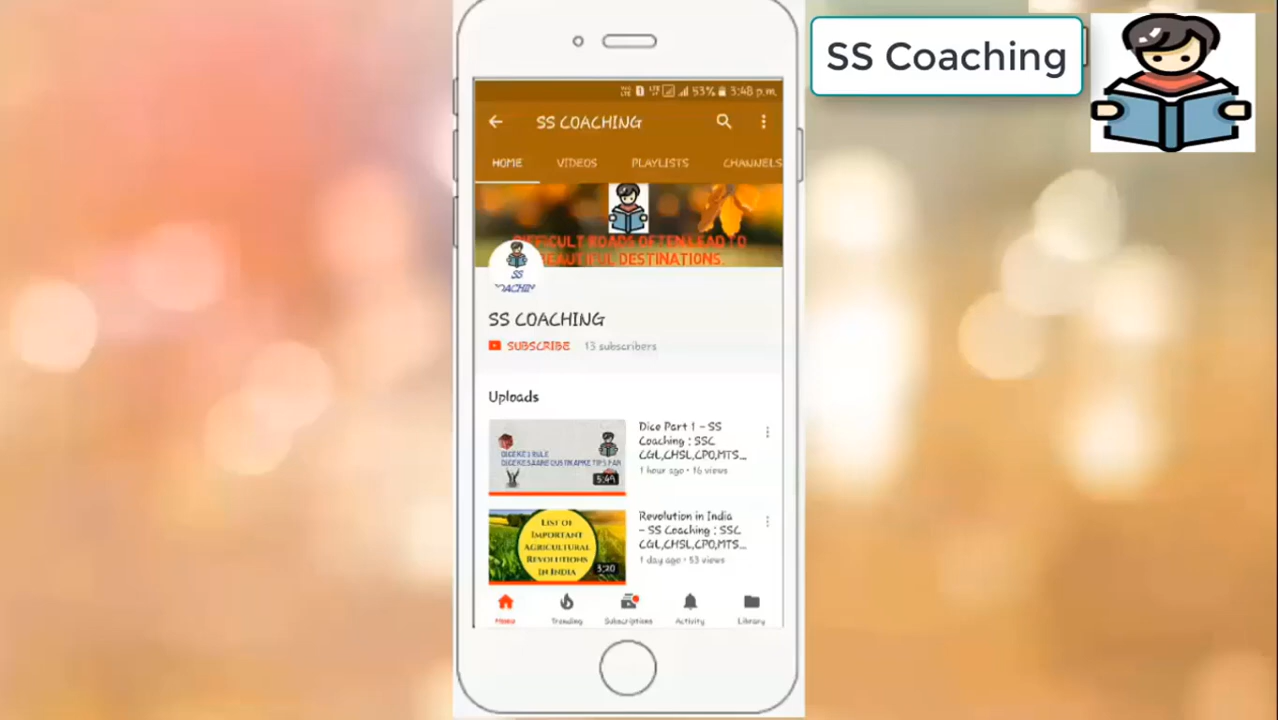 SS Coaching
53% 3:48 p.m.
SS COACHING
HOME VIDEOS PLAYLISTS CHANNELS
DIFFICULT ROADS OFTEN LEAD TO
BEAUTIFUL DESTINATIONS.
SS
COACHING
SS COACHING
SUBSCRIBE 13 subscribers
Uploads
Dice Part 1 – SS
Coaching : SSC
CGL,CHSL,CPO,MTS...
1 hour ago • 16 views
5:49
List of
Important
Agricultural
Revolutions
in India
3:20
Revolution in India
– SS Coaching : SSC
CGL,CHSL,CPO,MTS...
1 day ago • 53 views
Home Trending Subscriptions Activity Library